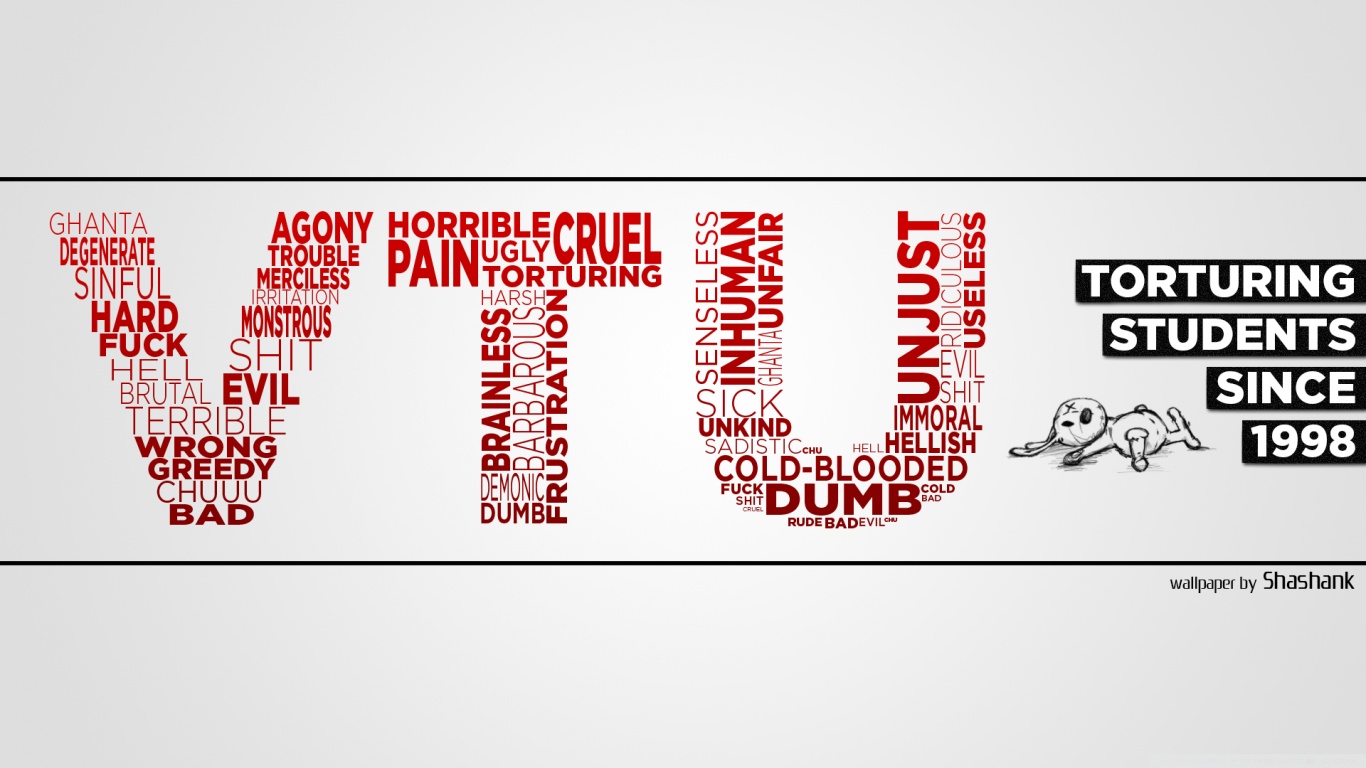 GHANTA
DEGENERATE
SINFUL
HARD
FUCK
HELL
BRUTAL
TERRIBLE
WRONG
GREEDY
CHUUU
BAD
AGONY
TROUBLE
MERCILESS
IRRITATION
MONSTROUS
SHIT
EVIL
HORRIBLE
PAIN UGLY CRUEL
TORTURING
HARSH
BRAINLESS
BARBAROUS
FRUSTRATION
DEMONIC
DUMB
SENSELESS
INHUMAN
UNFAIR
GHANTA
SICK
UNKIND
SADISTIC CHU
UNJUST
RIDICULOUS
USELESS
EVIL
SHIT
IMMORAL
HELL HELLISH
COLD-BLOODED
FUCK
SHIT
CRUEL
DUMB
COLD
BAD
RUDE BAD EVIL CHU
TORTURING
STUDENTS
SINCE
1998
wallpaper by Shashank